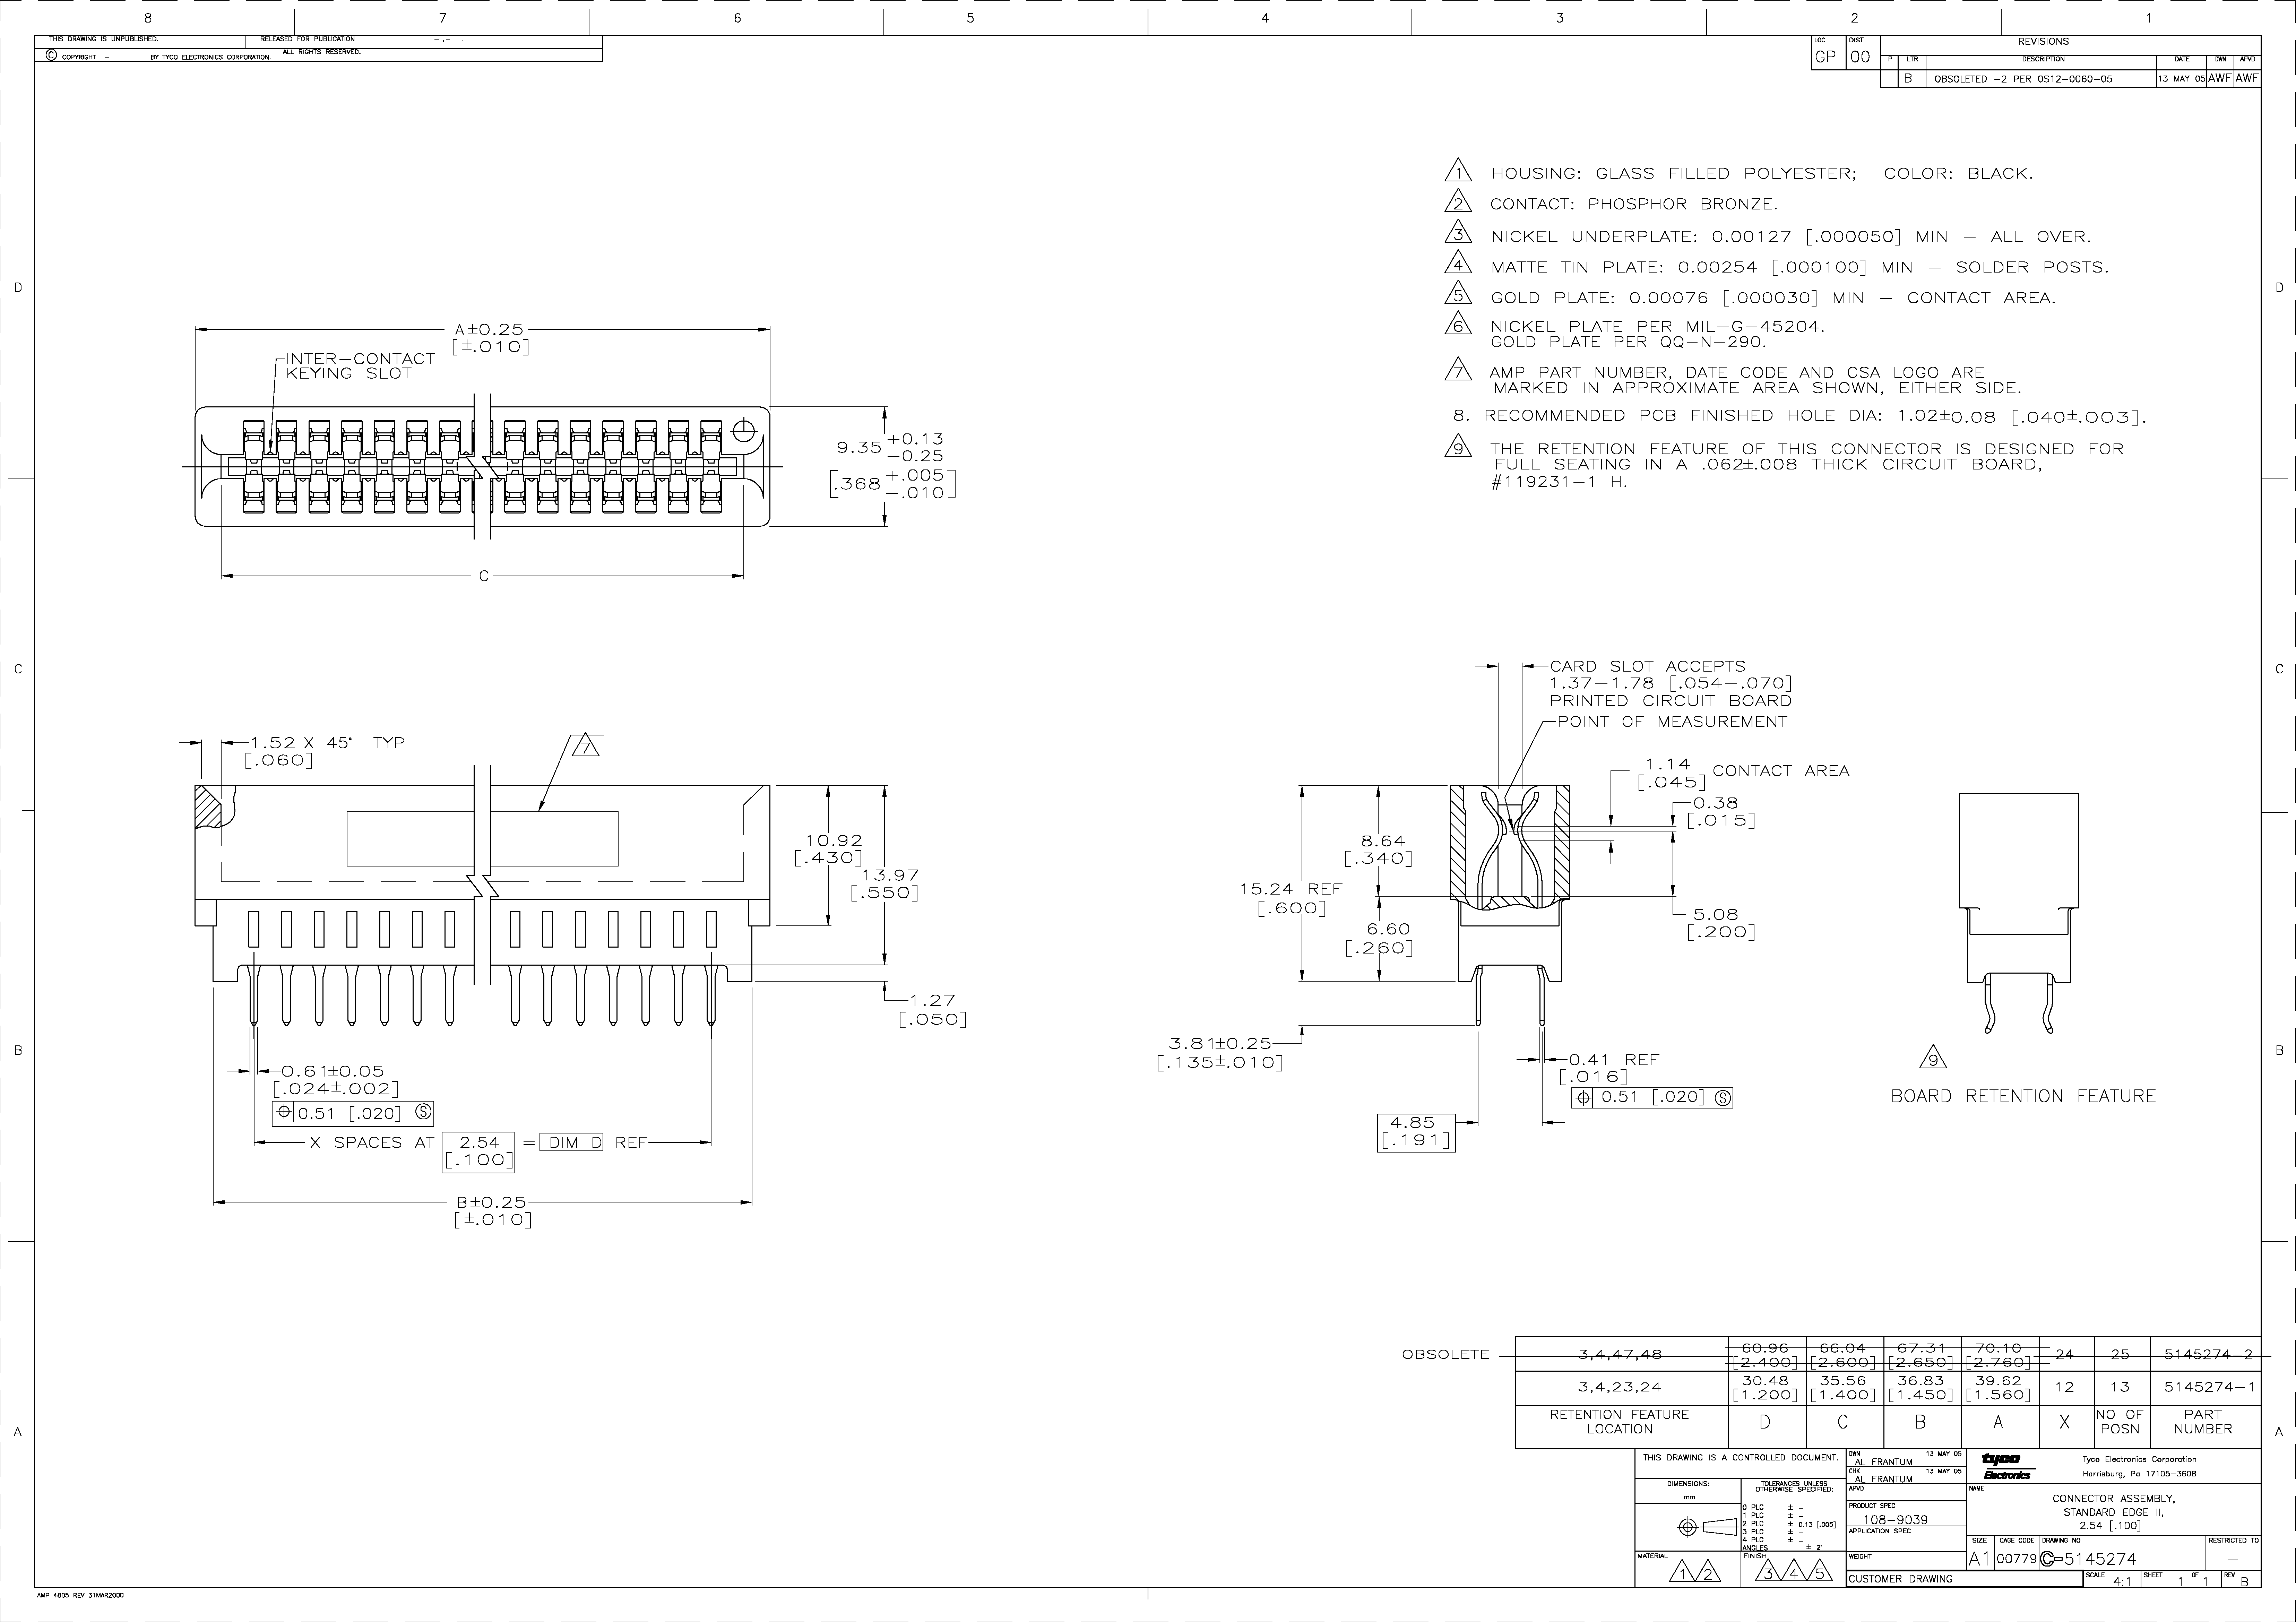 8 7 6 5 4 3 2 1
THIS DRAWING IS UNPUBLISHED. RELEASED FOR PUBLICATION - ,- .
© COPYRIGHT - BY TYCO ELECTRONICS CORPORATION. ALL RIGHTS RESERVED.
LOC DIST REVISIONS
GP 00
P LTR DESCRIPTION DATE DWN APVD
B OBSOLETED -2 PER 0S12-0060-05 13 MAY 05 AWF AWF
1 HOUSING: GLASS FILLED POLYESTER; COLOR: BLACK.
2 CONTACT: PHOSPHOR BRONZE.
3 NICKEL UNDERPLATE: 0.00127 [.000050] MIN - ALL OVER.
4 MATTE TIN PLATE: 0.00254 [.000100] MIN - SOLDER POSTS.
5 GOLD PLATE: 0.00076 [.000030] MIN - CONTACT AREA.
6 NICKEL PLATE PER MIL-G-45204.
GOLD PLATE PER QQ-N-290.
7 AMP PART NUMBER, DATE CODE AND CSA LOGO ARE
MARKED IN APPROXIMATE AREA SHOWN, EITHER SIDE.
8. RECOMMENDED PCB FINISHED HOLE DIA: 1.02±0.08 [.040±.003].
9 THE RETENTION FEATURE OF THIS CONNECTOR IS DESIGNED FOR
FULL SEATING IN A .062±.008 THICK CIRCUIT BOARD,
#119231-1 H.
D D
A±0.25
[±.010]
INTER-CONTACT
KEYING SLOT
9.35 +0.13
-0.25
[.368 +.005
-.010]
C
C C
CARD SLOT ACCEPTS
1.37-1.78 [.054-.070]
PRINTED CIRCUIT BOARD
POINT OF MEASUREMENT
1.14
[.045] CONTACT AREA
0.38
[.015]
8.64
[.340]
15.24 REF
[.600]
6.60
[.260]
5.08
[.200]
3.81±0.25
[.135±.010]
0.41 REF
[.016]
⌖ 0.51 [.020] Ⓢ
4.85
[.191]
9
BOARD RETENTION FEATURE
1.52 X 45° TYP
[.060]
7
10.92
[.430]
13.97
[.550]
1.27
[.050]
B B
0.61±0.05
[.024±.002]
⌖ 0.51 [.020] Ⓢ
X SPACES AT 2.54 = DIM D REF
[.100]
B±0.25
[±.010]
A A
OBSOLETE 3,4,47,48 60.96 66.04 67.31 70.10 24 25 5145274-2
[2.400] [2.600] [2.650] [2.760]
3,4,23,24 30.48 35.56 36.83 39.62 12 13 5145274-1
[1.200] [1.400] [1.450] [1.560]
RETENTION FEATURE LOCATION D C B A X NO OF POSN PART NUMBER
THIS DRAWING IS A CONTROLLED DOCUMENT.
DWN 13 MAY 05
AL FRANTUM
CHK 13 MAY 05
AL FRANTUM
APVD
tyco
Electronics
Tyco Electronics Corporation
Harrisburg, Pa 17105-3608
DIMENSIONS:
mm
TOLERANCES UNLESS
OTHERWISE SPECIFIED:
0 PLC ± -
1 PLC ± -
2 PLC ± 0.13 [.005]
3 PLC ± -
4 PLC ± -
ANGLES ± 2°
PRODUCT SPEC
108-9039
APPLICATION SPEC
NAME
CONNECTOR ASSEMBLY,
STANDARD EDGE II,
2.54 [.100]
MATERIAL 1 2
FINISH 3 4 5
WEIGHT
SIZE CAGE CODE DRAWING NO RESTRICTED TO
A1 00779 C-5145274 -
CUSTOMER DRAWING
SCALE 4:1 SHEET 1 OF 1 REV B
AMP 4805 REV 31MAR2000